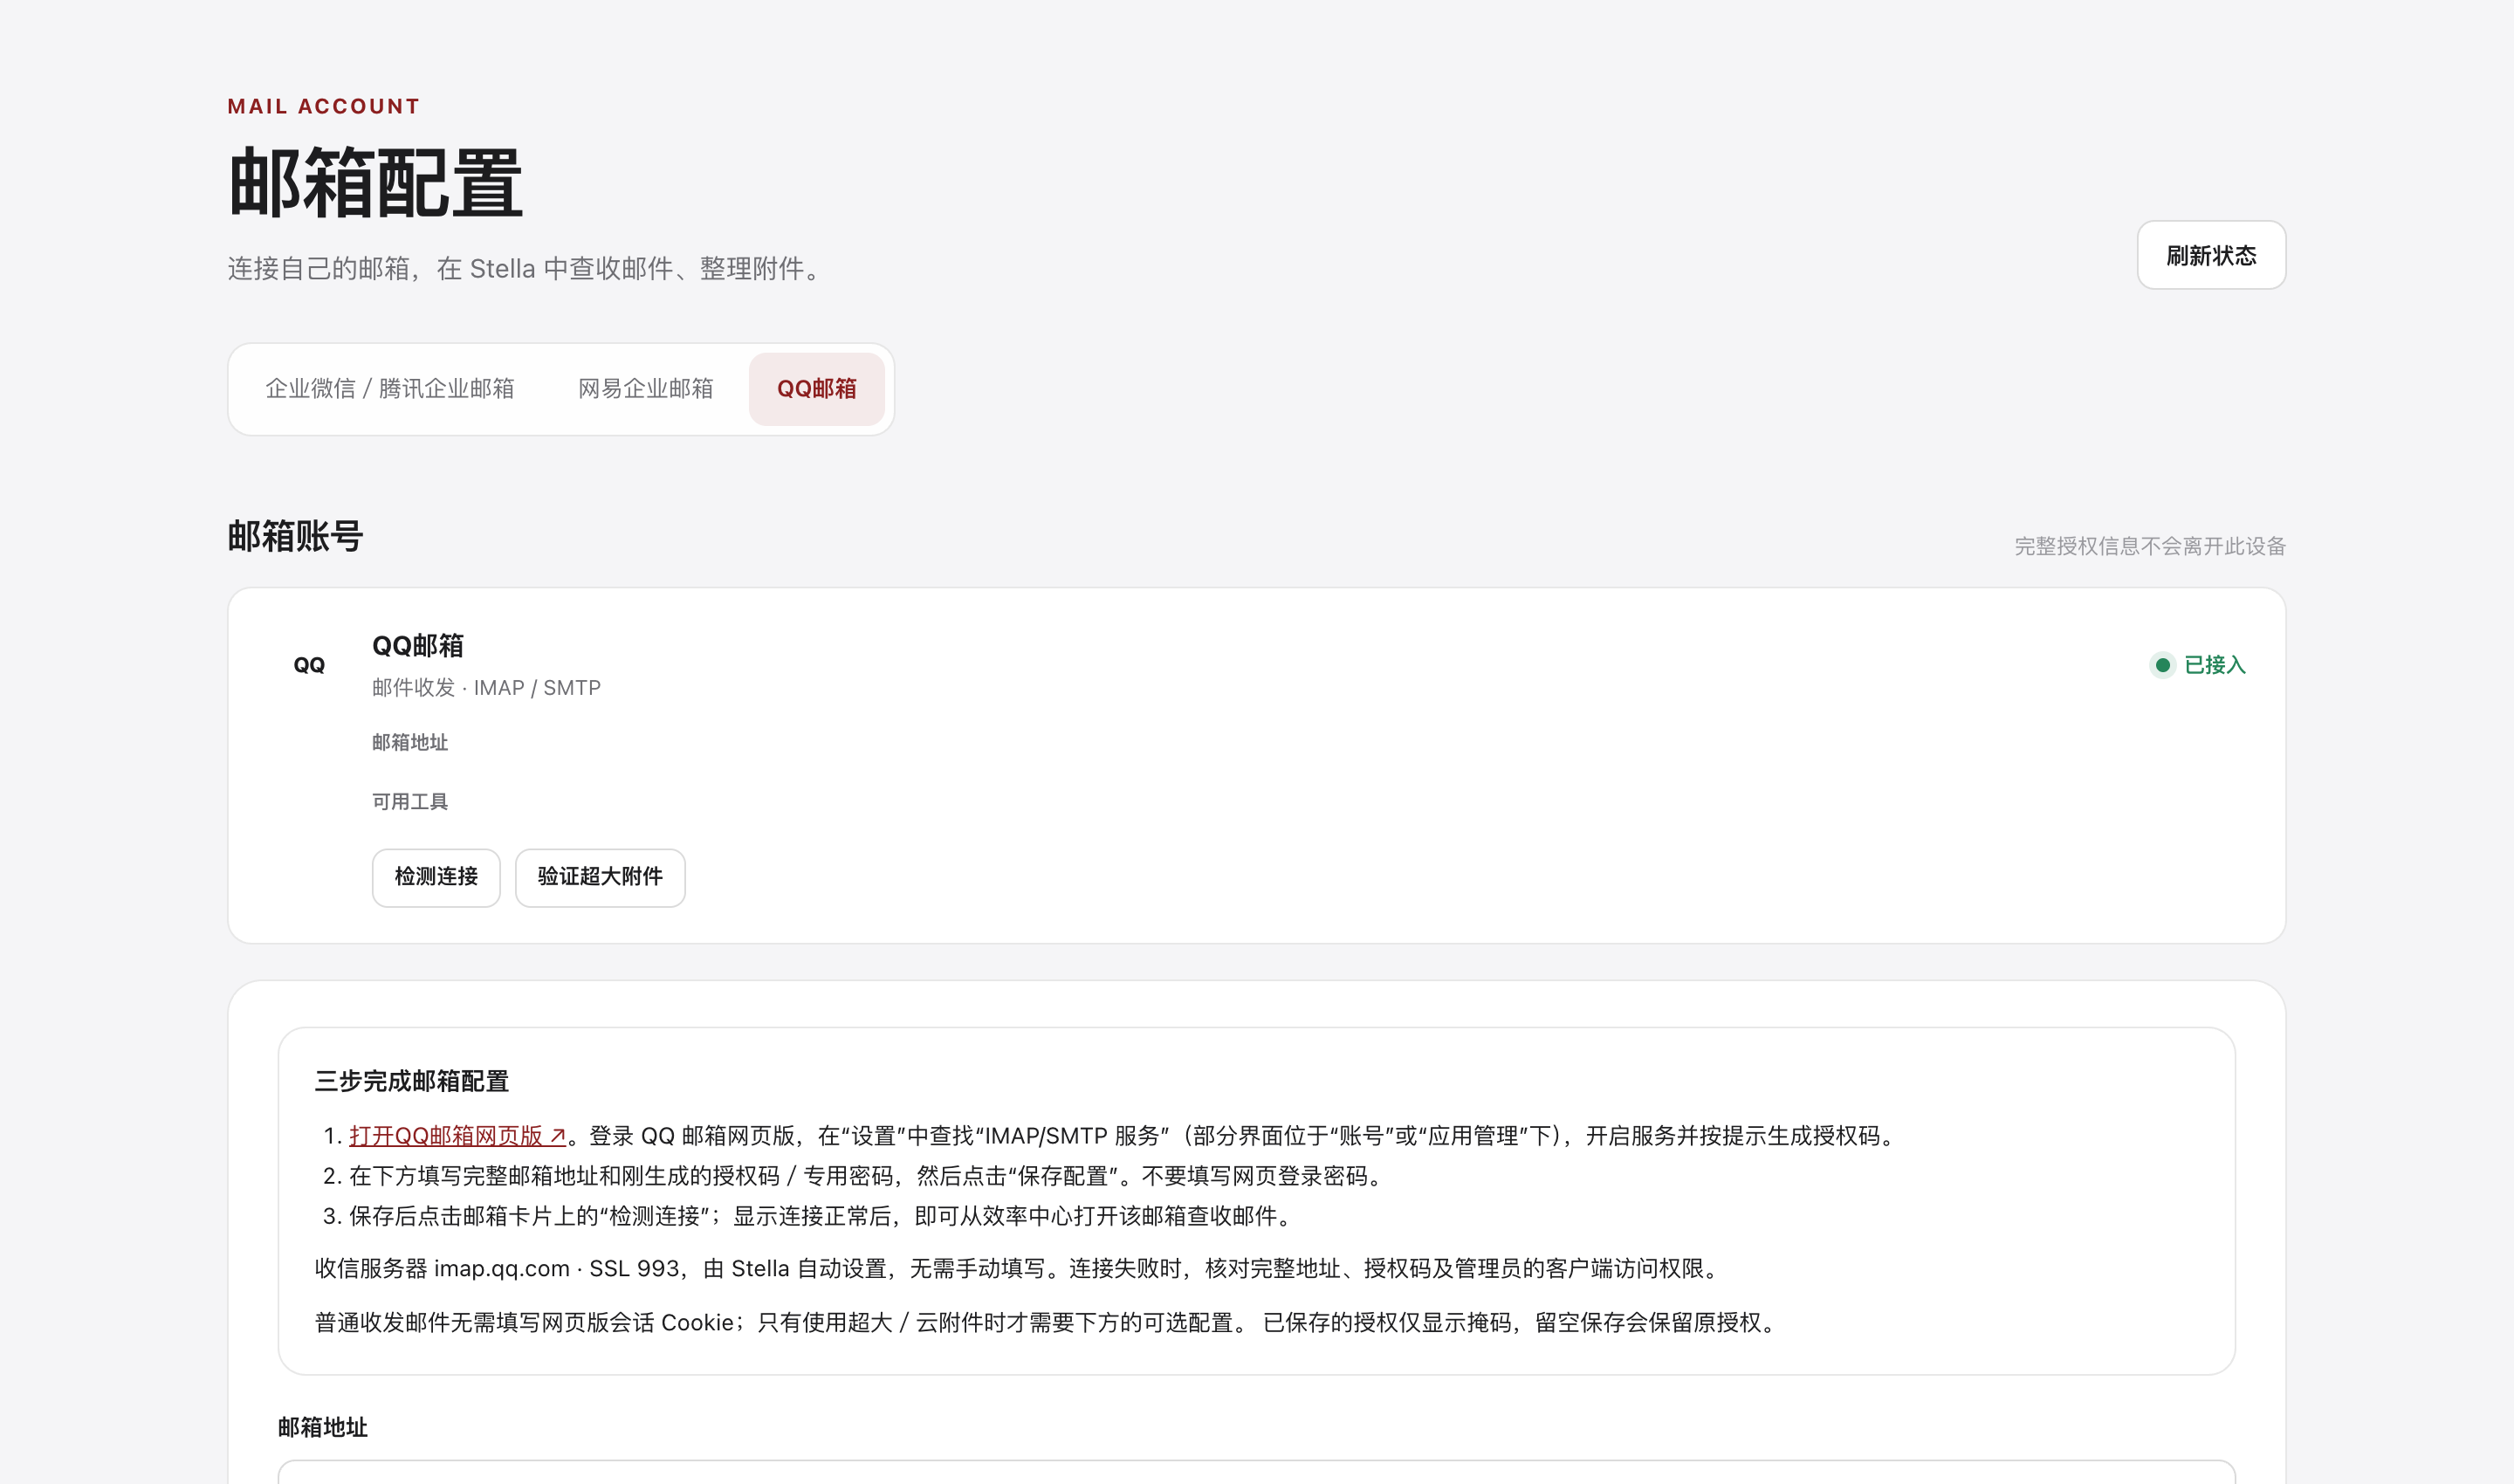 MAIL ACCOUNT
邮箱配置
连接自己的邮箱，在 Stella 中查收邮件、整理附件。
刷新状态
企业微信 / 腾讯企业邮箱
网易企业邮箱
QQ邮箱
邮箱账号
完整授权信息不会离开此设备
QQ
QQ邮箱
邮件收发 · IMAP / SMTP
已接入
邮箱地址
可用工具
检测连接
验证超大附件
三步完成邮箱配置
1. 打开QQ邮箱网页版 ↗。登录 QQ 邮箱网页版，在“设置”中查找“IMAP/SMTP 服务”（部分界面位于“账号”或“应用管理”下），开启服务并按提示生成授权码。
2. 在下方填写完整邮箱地址和刚生成的授权码 / 专用密码，然后点击“保存配置”。不要填写网页登录密码。
3. 保存后点击邮箱卡片上的“检测连接”；显示连接正常后，即可从效率中心打开该邮箱查收邮件。
收信服务器 imap.qq.com · SSL 993，由 Stella 自动设置，无需手动填写。连接失败时，核对完整地址、授权码及管理员的客户端访问权限。
普通收发邮件无需填写网页版会话 Cookie；只有使用超大 / 云附件时才需要下方的可选配置。 已保存的授权仅显示掩码，留空保存会保留原授权。
邮箱地址